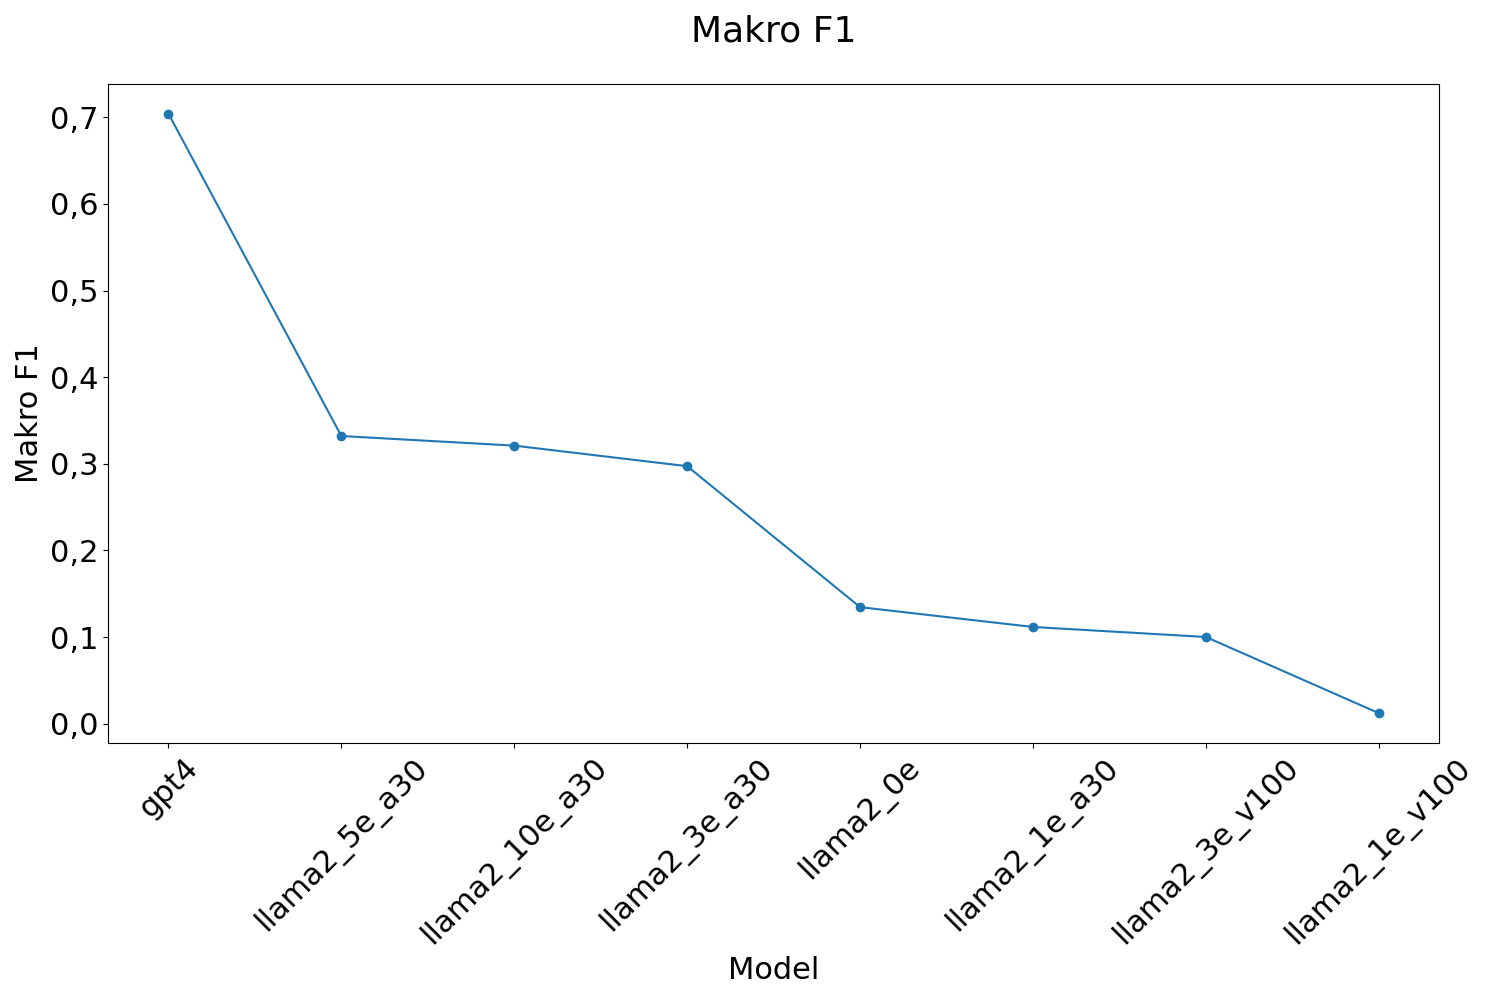 Makro F1
Makro F1
0,7
0,6
0,5
0,4
0,3
0,2
0,1
0,0
gpt4
llama2_5e_a30
llama2_10e_a30
llama2_3e_a30
llama2_0e
llama2_1e_a30
llama2_3e_v100
llama2_1e_v100
Model